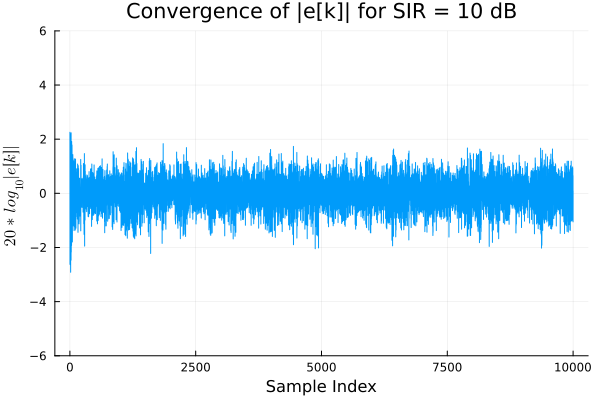 Convergence of |e[k]| for SIR = 10 dB
20 * log₁₀|e[k]|
6
4
2
0
−2
−4
−6
0 2500 5000 7500 10000
Sample Index